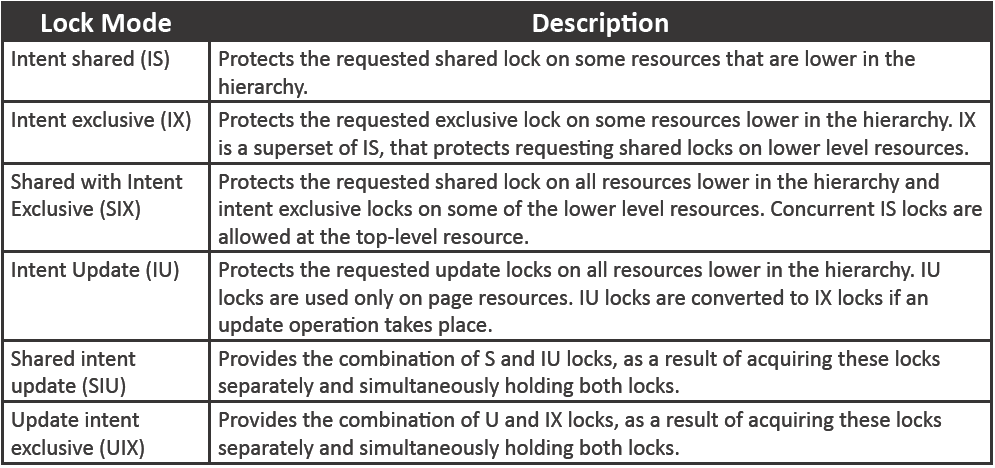 Lock Mode Description
Intent shared (IS) Protects the requested shared lock on some resources that are lower in the
hierarchy.
Intent exclusive (IX) Protects the requested exclusive lock on some resources lower in the hierarchy. IX
is a superset of IS, that protects requesting shared locks on lower level resources.
Shared with Intent Protects the requested shared lock on all resources lower in the hierarchy and
Exclusive (SIX) intent exclusive locks on some of the lower level resources. Concurrent IS locks are
allowed at the top-level resource.
Intent Update (IU) Protects the requested update locks on all resources lower in the hierarchy. IU
locks are used only on page resources. IU locks are converted to IX locks if an
update operation takes place.
Shared intent Provides the combination of S and IU locks, as a result of acquiring these locks
update (SIU) separately and simultaneously holding both locks.
Update intent Provides the combination of U and IX locks, as a result of acquiring these locks
exclusive (UIX) separately and simultaneously holding both locks.